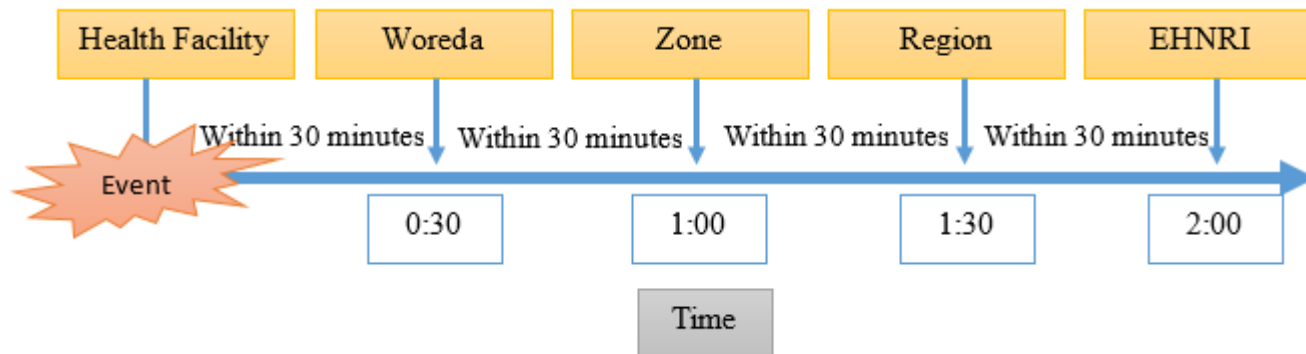 Health Facility
Woreda
Zone
Region
EHNRI
Within 30 minutes
Within 30 minutes
Within 30 minutes
Within 30 minutes
Event
0:30
1:00
1:30
2:00
Time